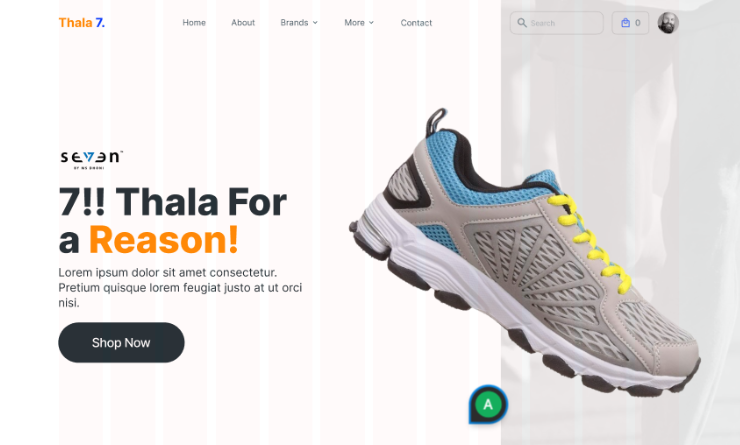 Thala 7.
Home About Brands More Contact
Search
0
SEVEN
BY MS DHONI
7!! Thala For
a Reason!
Lorem ipsum dolor sit amet consectetur.
Pretium quisque lorem feugiat justo at ut orci
nisi.
Shop Now
A